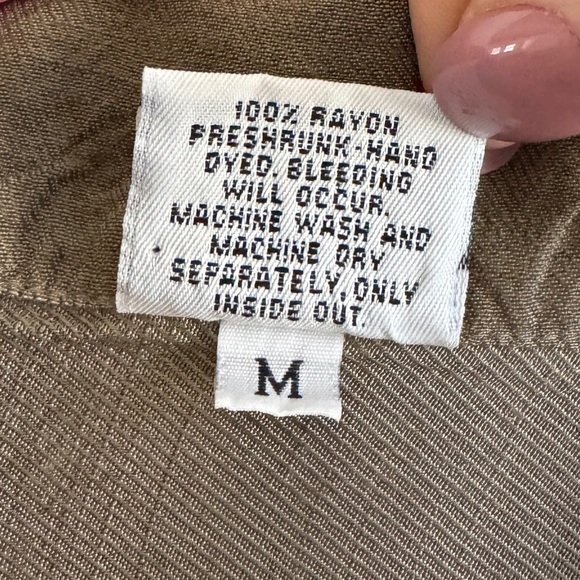 100% RAYON
PRESHRUNK-HAND
DYED. BLEEDING
WILL OCCUR.
MACHINE WASH AND
MACHINE DRY
SEPARATELY, ONLY
INSIDE OUT.
M